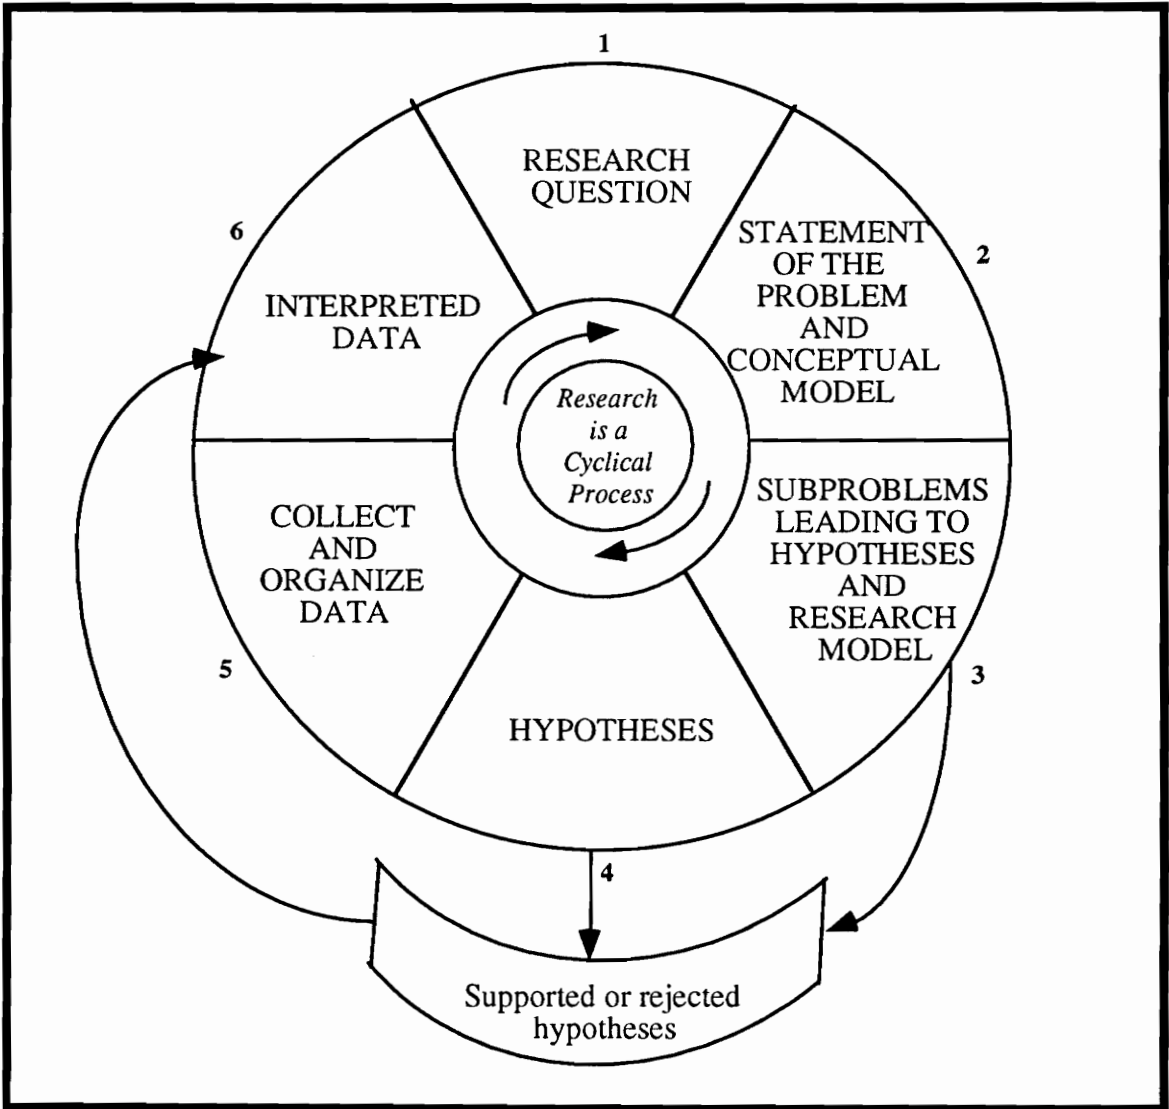 1
RESEARCH
QUESTION
2
STATEMENT
OF THE
PROBLEM
AND
CONCEPTUAL
MODEL
3
SUBPROBLEMS
LEADING TO
HYPOTHESES
AND
RESEARCH
MODEL
4
HYPOTHESES
5
COLLECT
AND
ORGANIZE
DATA
6
INTERPRETED
DATA
Research
is a
Cyclical
Process
Supported or rejected
hypotheses